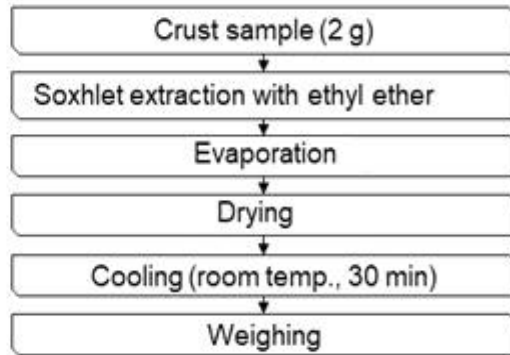 Crust sample (2 g)
Soxhlet extraction with ethyl ether
Evaporation
Drying
Cooling (room temp., 30 min)
Weighing